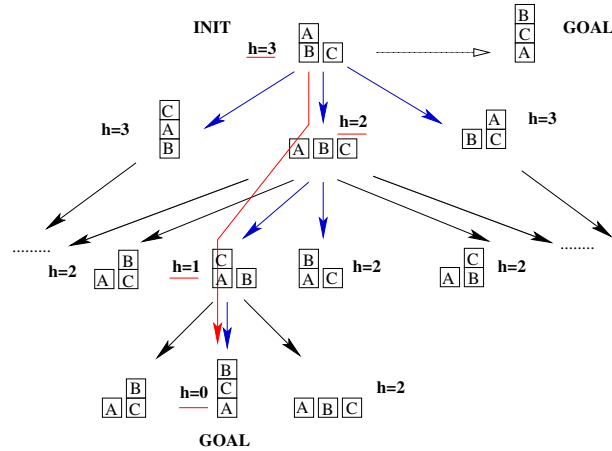 INIT
GOAL
A
B C
h=3
B
C
A
h=3
C
A
B
h=2
A B C
A
B C
h=3
.........
h=2
B
A C
h=1
C
A B
B
A C
h=2
C
A B
h=2
.......
B
A C
h=0
B
C
A
A B C
h=2
GOAL